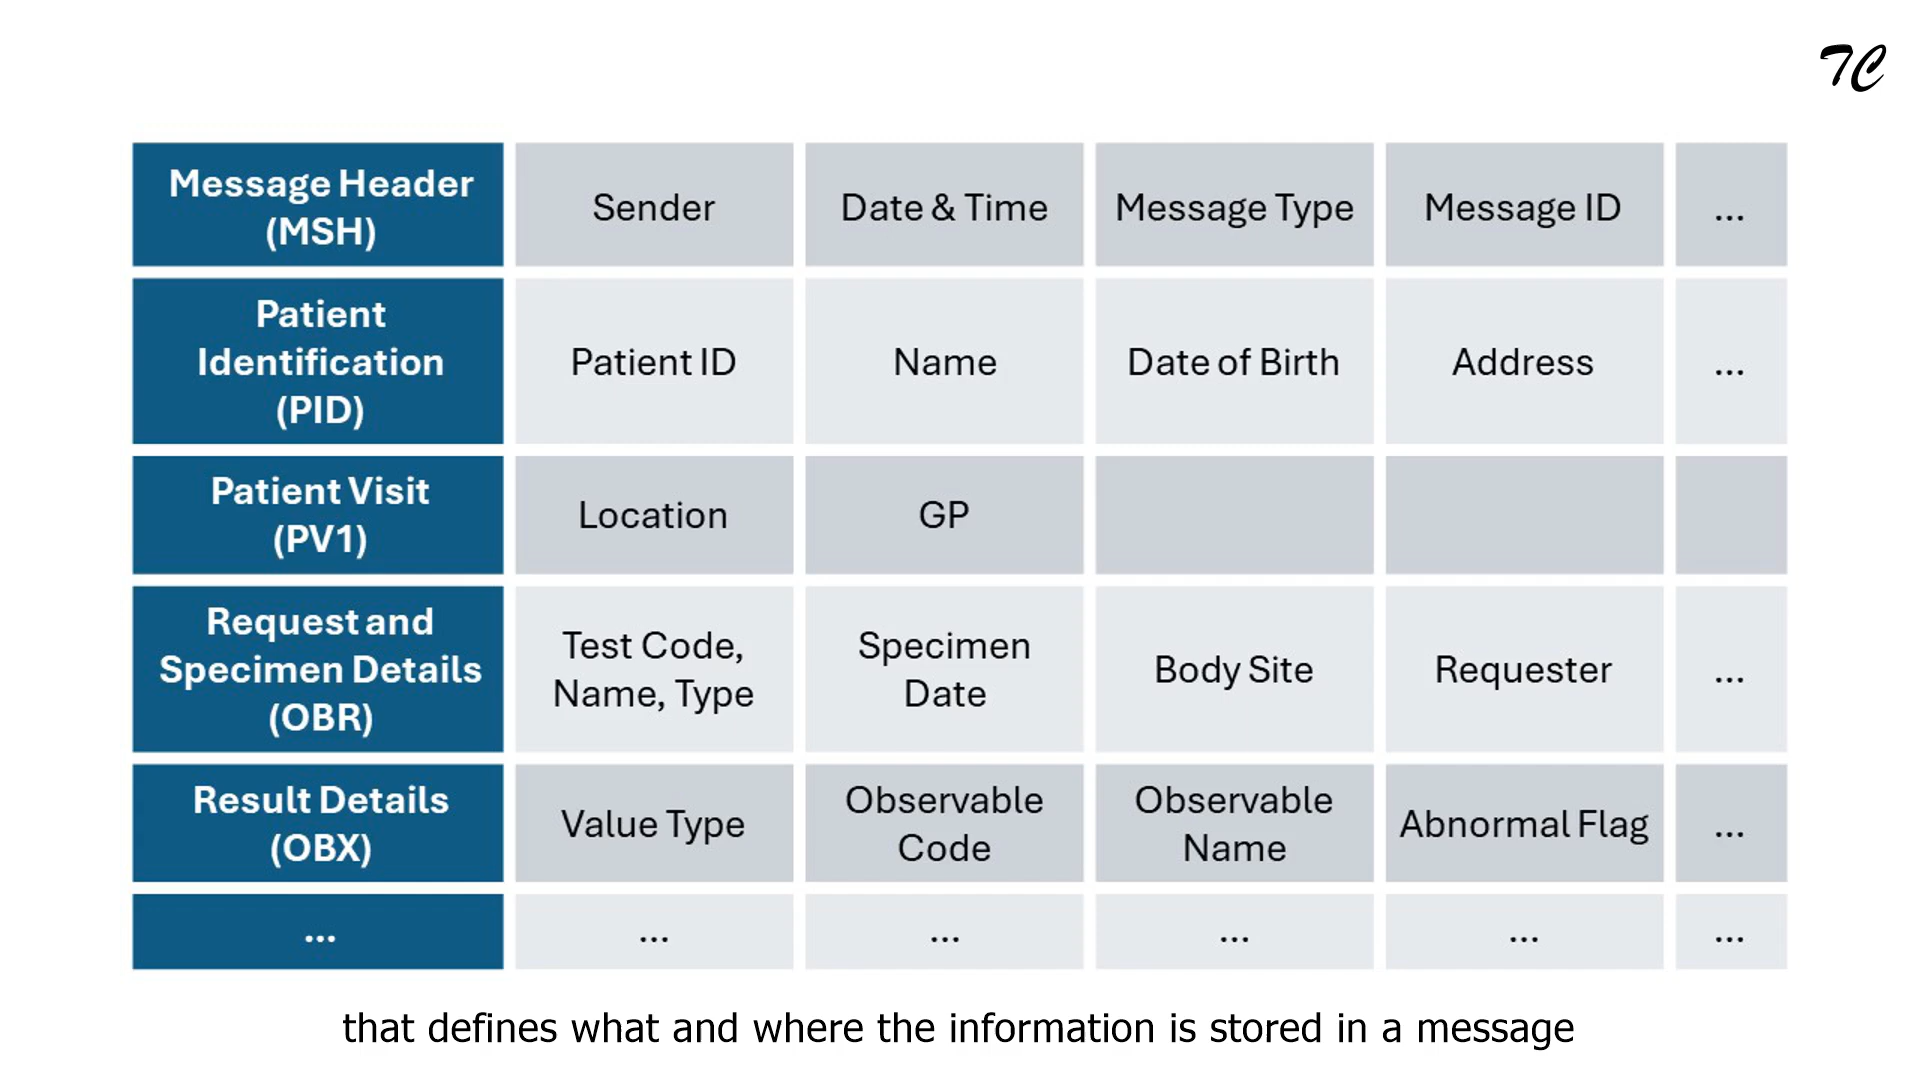 TC
Message Header
(MSH)
Sender
Date & Time
Message Type
Message ID
...
Patient
Identification
(PID)
Patient ID
Name
Date of Birth
Address
...
Patient Visit
(PV1)
Location
GP
Request and
Specimen Details
(OBR)
Test Code,
Name, Type
Specimen
Date
Body Site
Requester
...
Result Details
(OBX)
Value Type
Observable
Code
Observable
Name
Abnormal Flag
...
...
...
...
...
...
...
that defines what and where the information is stored in a message